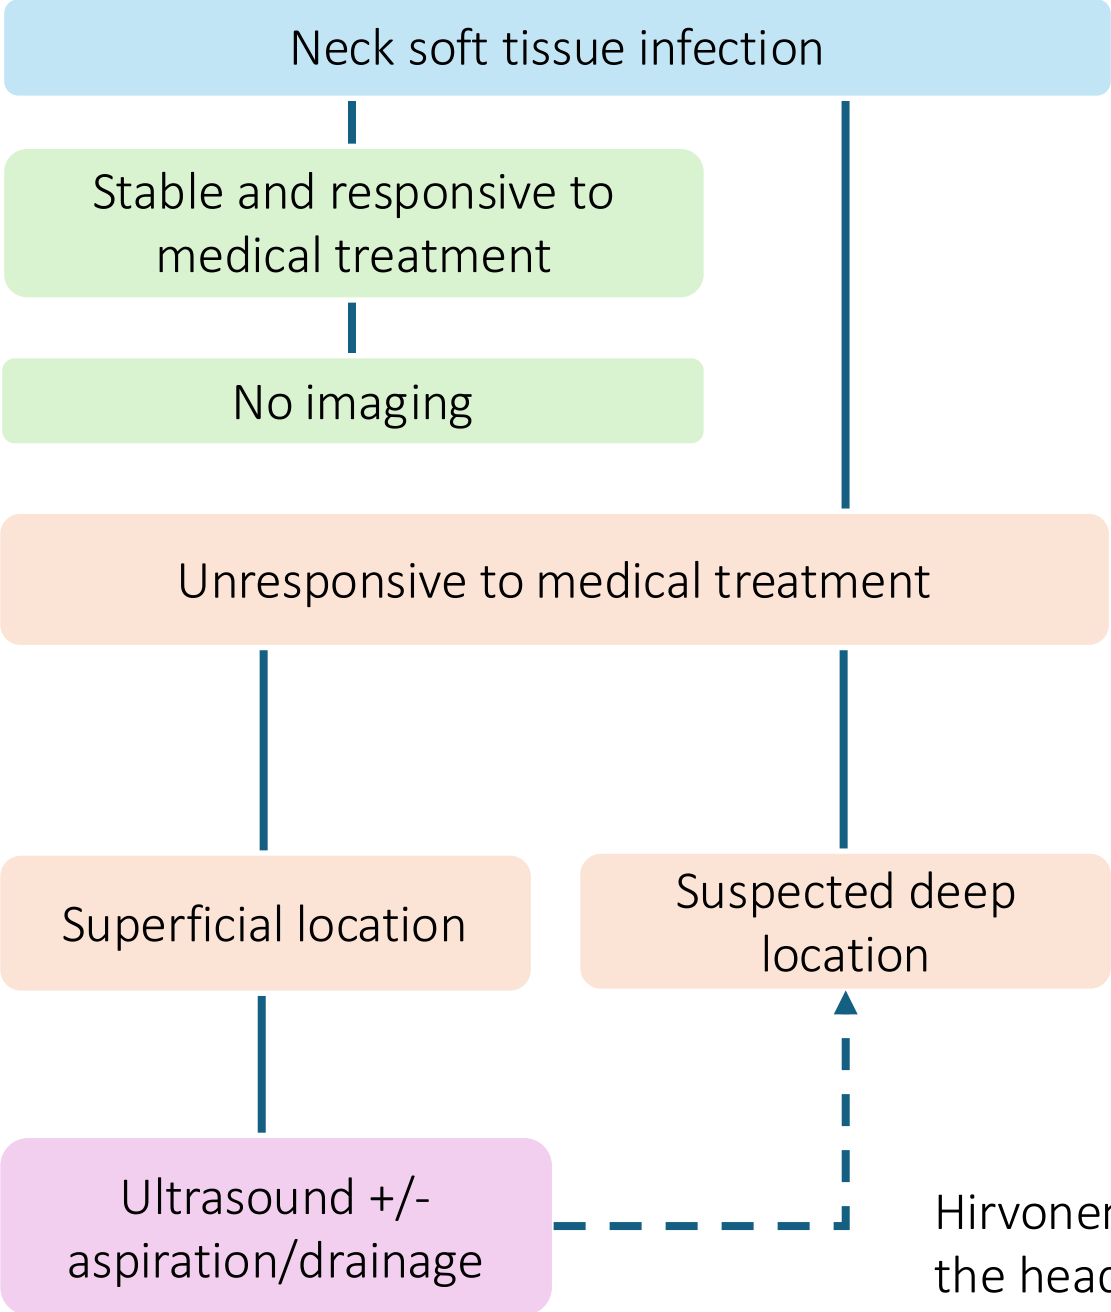 Neck soft tissue infection
Stable and responsive to
medical treatment
No imaging
Unresponsive to medical treatment
Superficial location
Suspected deep
location
Ultrasound +/-
aspiration/drainage
the